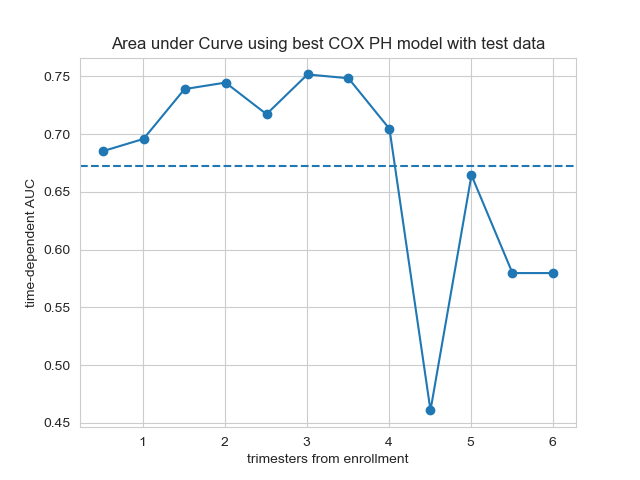 Area under Curve using best COX PH model with test data
time-dependent AUC
0.75
0.70
0.65
0.60
0.55
0.50
0.45
1 2 3 4 5 6
trimesters from enrollment